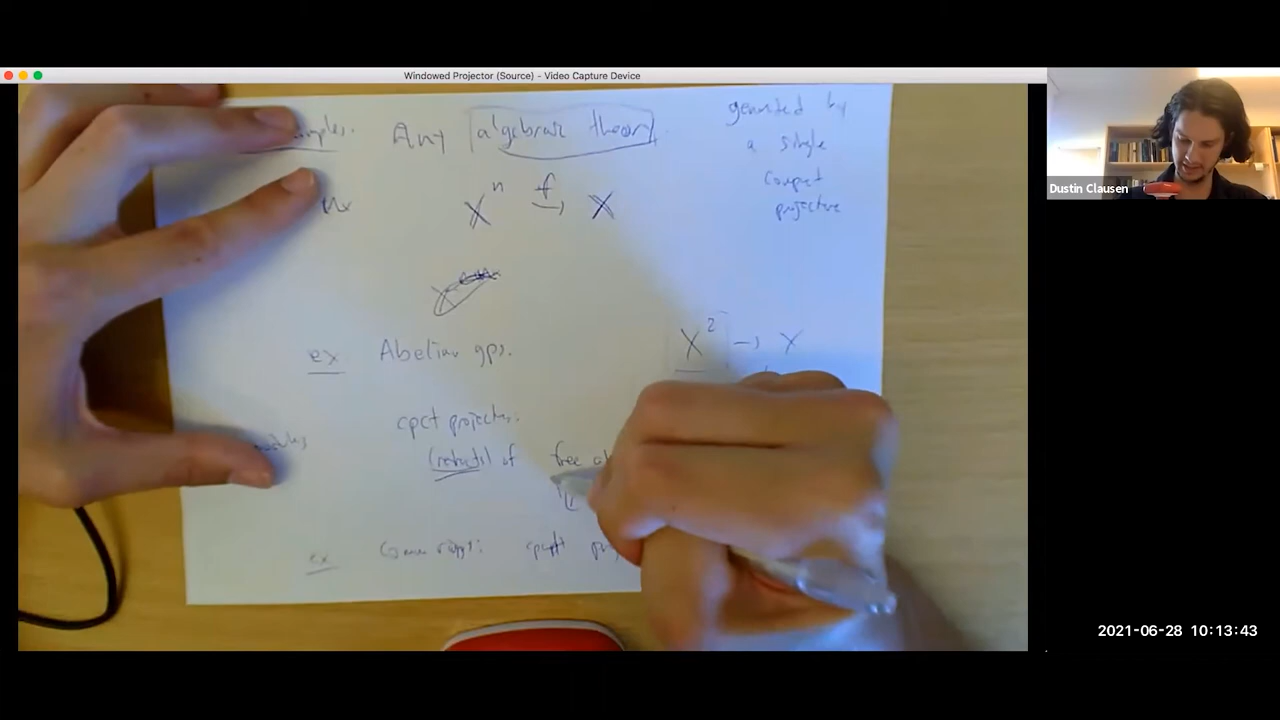 Windowed Projector (Source) - Video Capture Device
Any algebraic theory.
generated by
a single
compact
projective
X^n f → X
Dustin Clausen
ex Abelian gps.
X^2 → X
cpct projectives:
of free
ex
2021-06-28 10:13:43